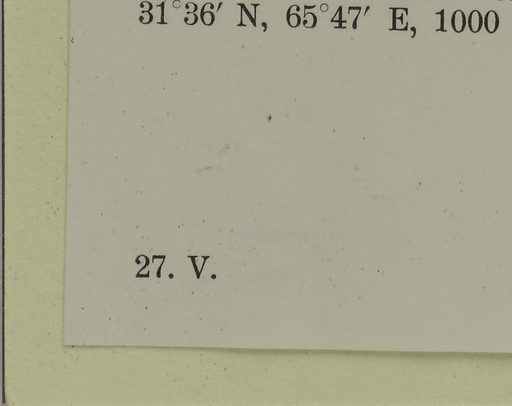 31°36′ N, 65°47′ E, 1000
27. V.